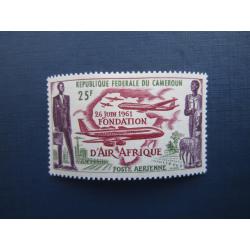 REPUBLIQUE FEDERALE DU CAMEROUN
25F
26 JUIN 1961
FONDATION
D'AIR AFRIQUE
POSTE AERIENNE